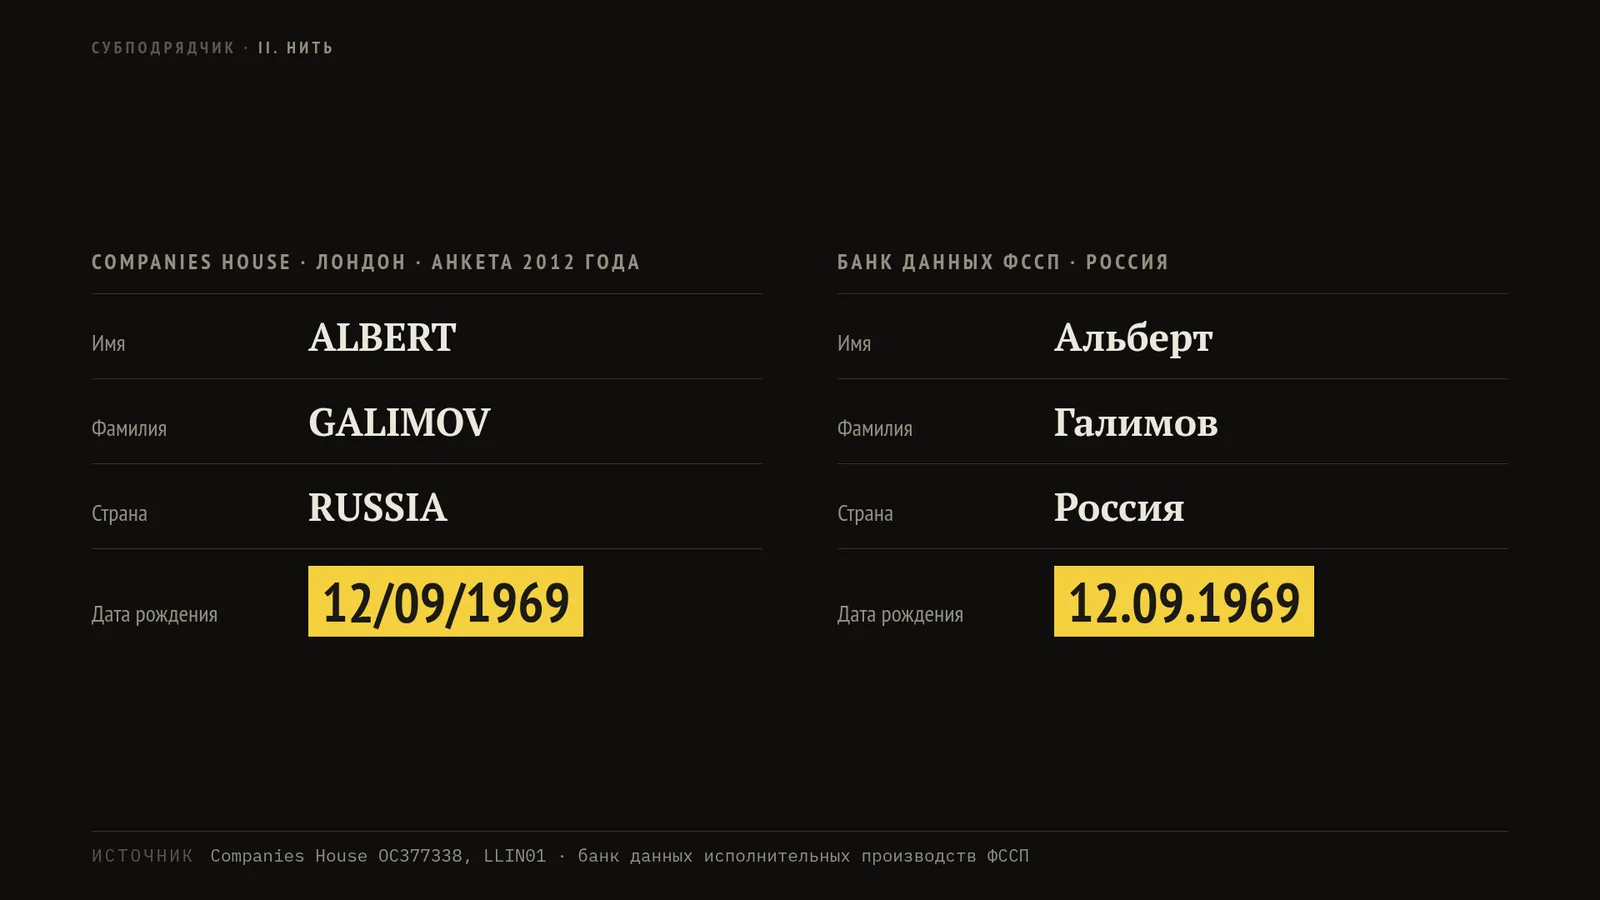 СУБПОДРЯДЧИК · II. НИТЬ
COMPANIES HOUSE · ЛОНДОН · АНКЕТА 2012 ГОДА
Имя ALBERT
Фамилия GALIMOV
Страна RUSSIA
Дата рождения 12/09/1969
БАНК ДАННЫХ ФССП · РОССИЯ
Имя Альберт
Фамилия Галимов
Страна Россия
Дата рождения 12.09.1969
ИСТОЧНИК Companies House OC377338, LLIN01 · банк данных исполнительных производств ФССП